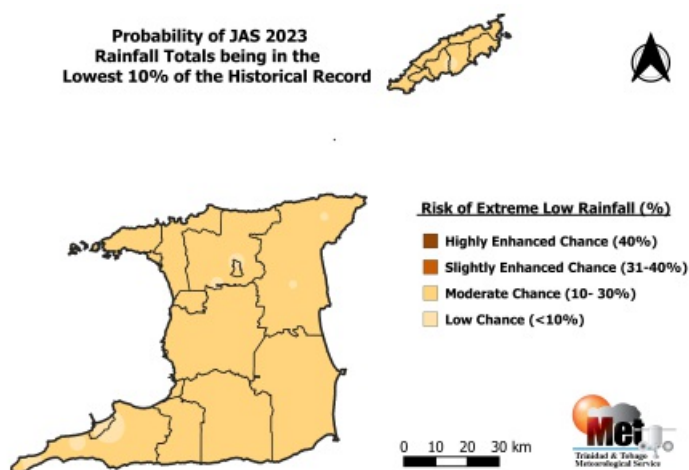 Probability of JAS 2023
Rainfall Totals being in the
Lowest 10% of the Historical Record
Risk of Extreme Low Rainfall (%)
Highly Enhanced Chance (40%)
Slightly Enhanced Chance (31-40%)
Moderate Chance (10- 30%)
Low Chance (<10%)
0 10 20 30 km
Met
Trinidad & Tobago
Meteorological Service